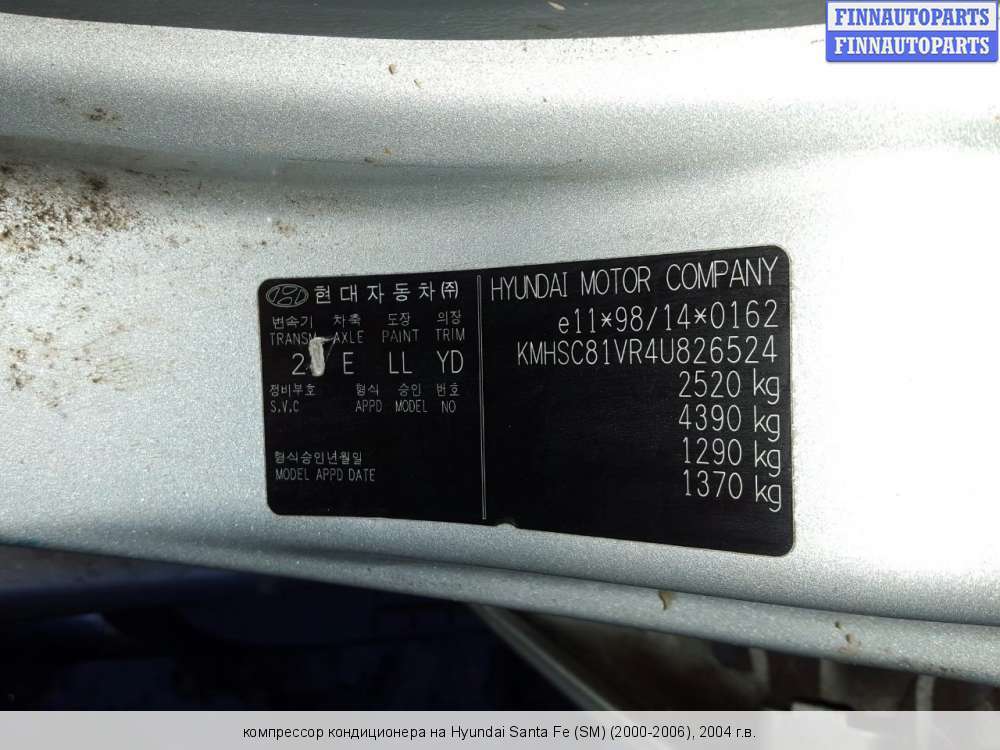 FINNAUTOPARTS
FINNAUTOPARTS
현대자동차㈜
변속기 차축 도장 의장
TRANSM AXLE PAINT TRIM
E LL YD
정비부호 형식 승인 번호
S.V.C APPD MODEL NO
형식승인년월일
MODEL APPD DATE
HYUNDAI MOTOR COMPANY
e11*98/14*0162
KMHSC81VR4U826524
2520 kg
4390 kg
1290 kg
1370 kg
компрессор кондиционера на Hyundai Santa Fe (SM) (2000-2006), 2004 г.в.